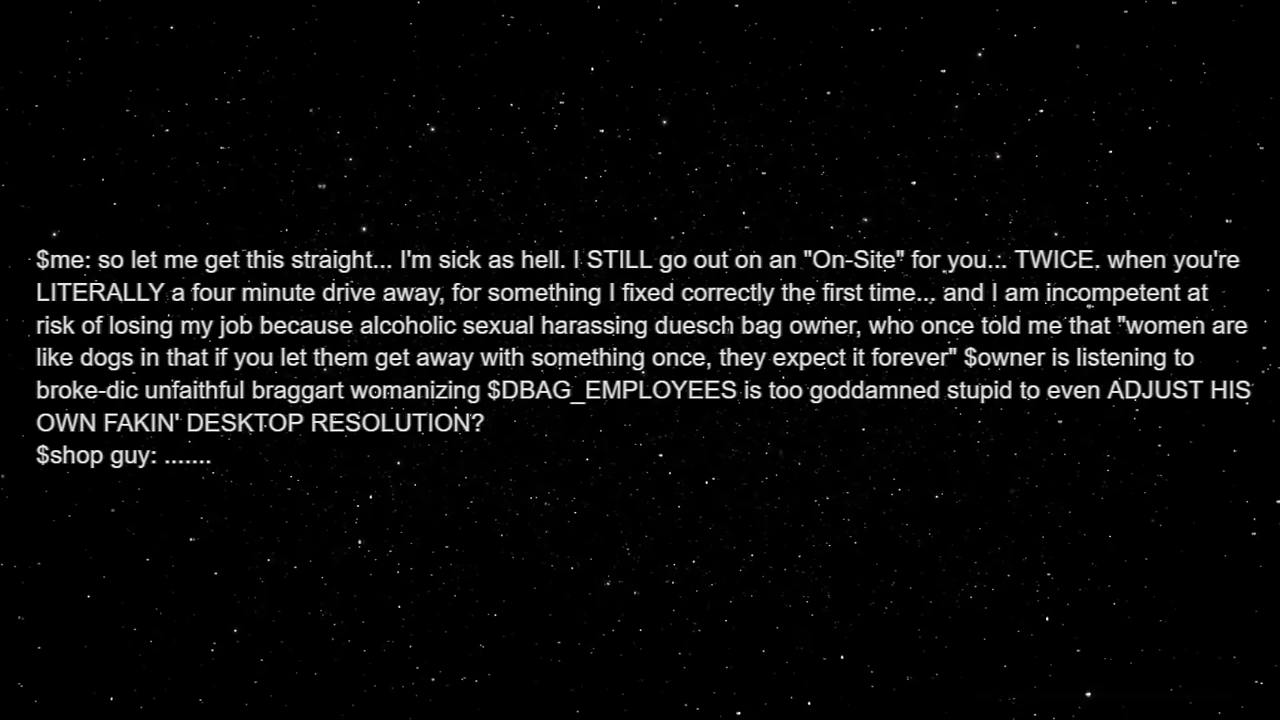 $me: so let me get this straight... I'm sick as hell. I STILL go out on an "On-Site" for you... TWICE. when you're
LITERALLY a four minute drive away, for something I fixed correctly the first time... and I am incompetent at
risk of losing my job because alcoholic sexual harassing duesch bag owner, who once told me that "women are
like dogs in that if you let them get away with something once, they expect it forever" $owner is listening to
broke-dic unfaithful braggart womanizing $DBAG_EMPLOYEES is too goddamned stupid to even ADJUST HIS
OWN FAKIN' DESKTOP RESOLUTION?
$shop guy: .......